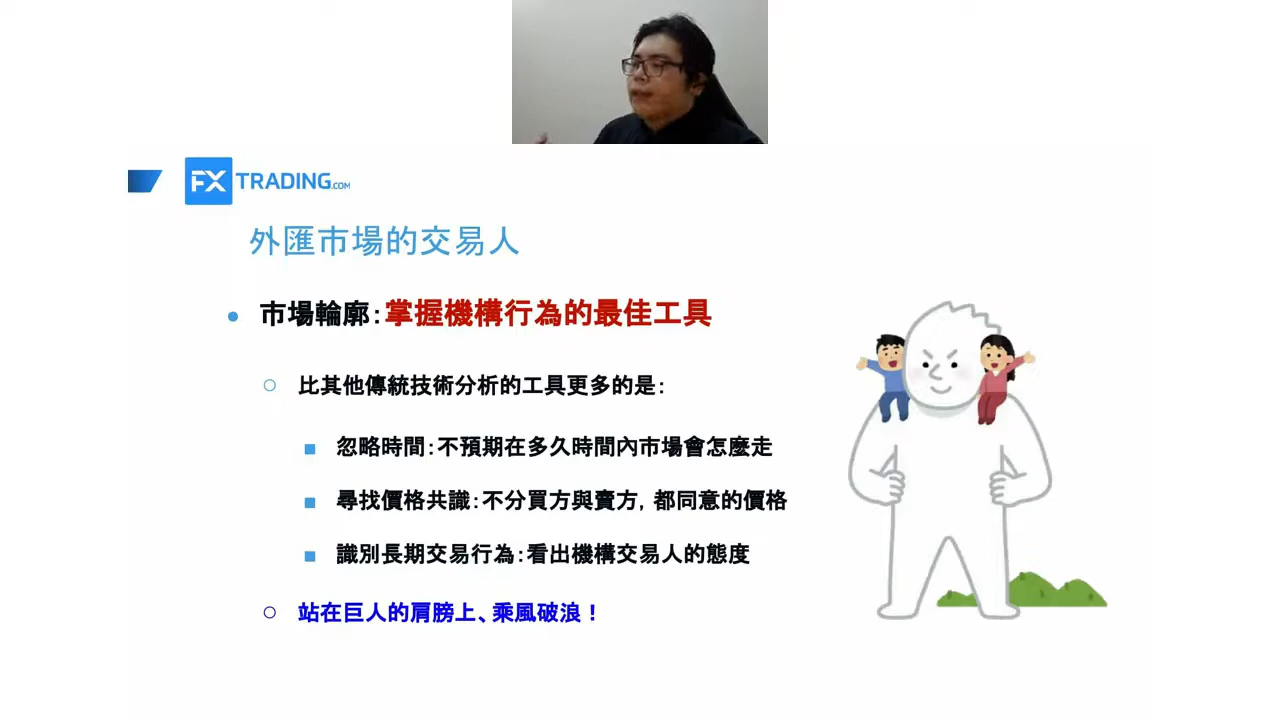 FX TRADING.COM
外匯市場的交易人
市場輪廓：掌握機構行為的最佳工具
比其他傳統技術分析的工具更多的是：
忽略時間：不預期在多久時間內市場會怎麼走
尋找價格共識：不分買方與賣方，都同意的價格
識別長期交易行為：看出機構交易人的態度
站在巨人的肩膀上、乘風破浪！